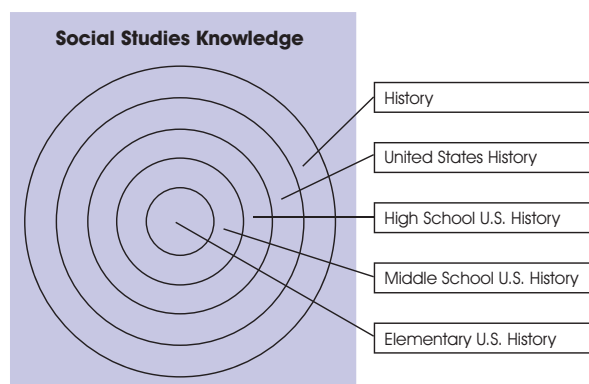 Social Studies Knowledge
History
United States History
High School U.S. History
Middle School U.S. History
Elementary U.S. History